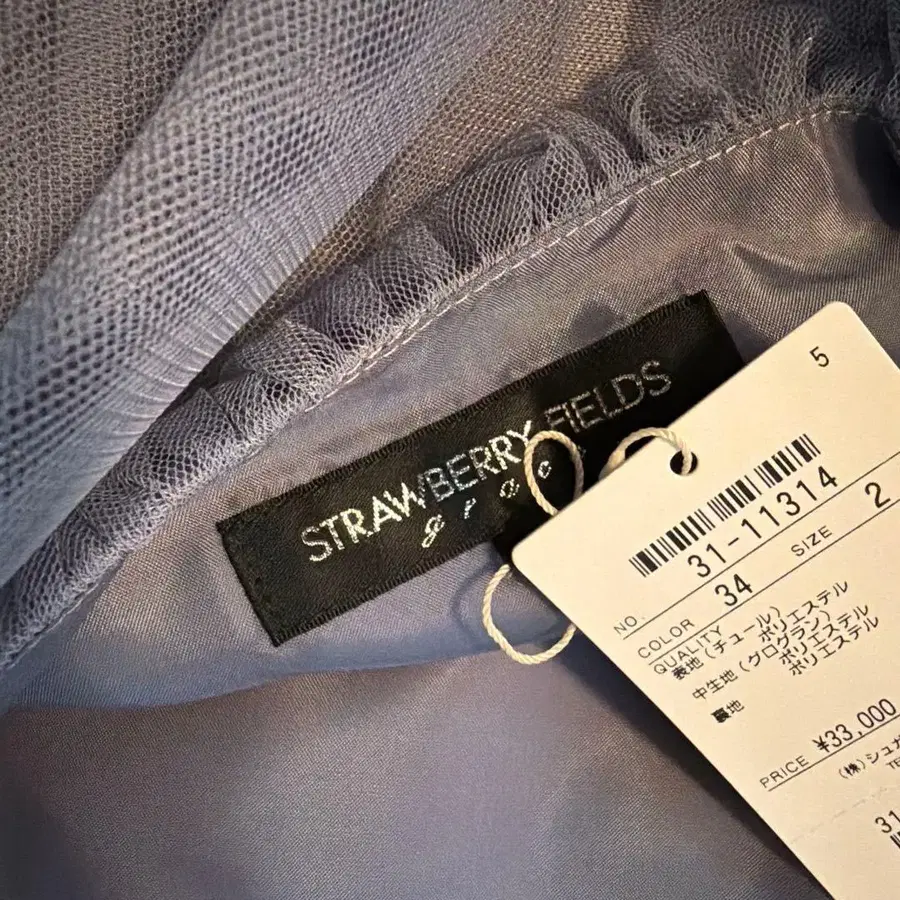 STRAWBERRY FIELDS
grace
5
NO. 31-11314
COLOR 34 SIZE 2
QUALITY
表地(チュール) ポリエステル
中生地(グログラン) ポリエステル
裏地 ポリエステル
PRICE ¥33,000
(株)シュガ
TE
31